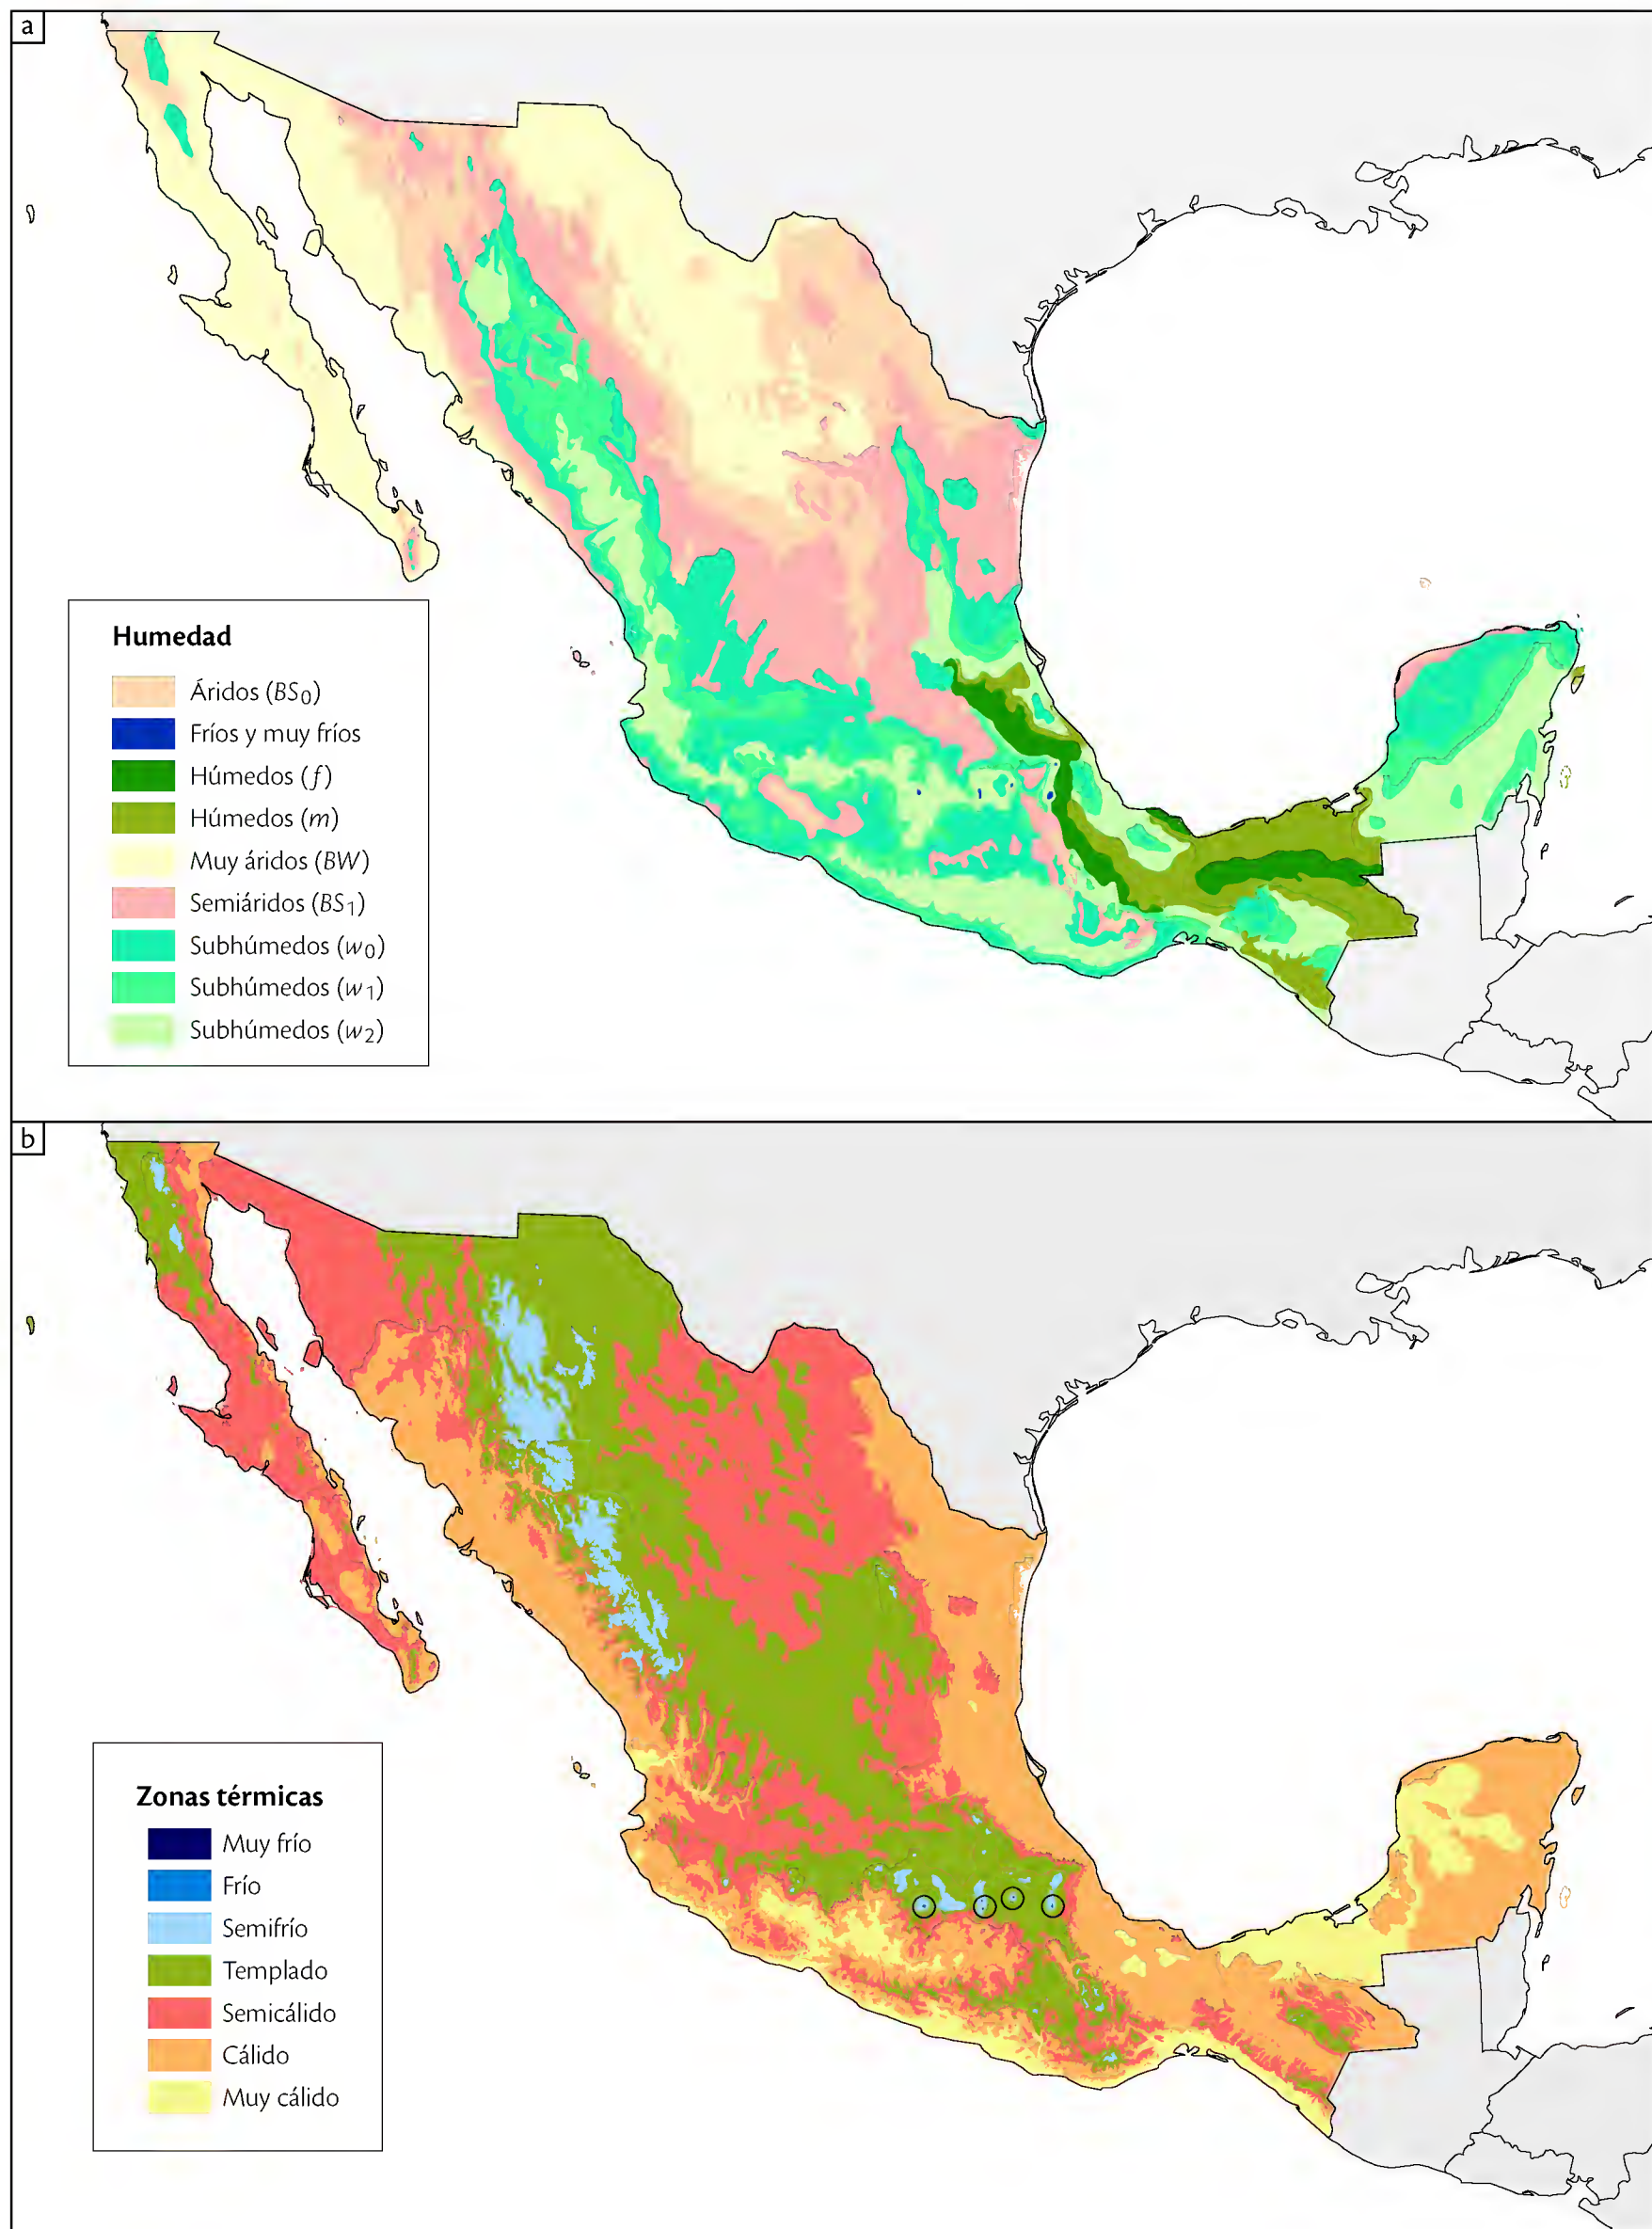 a
Humedad
Áridos (BS₀)
Fríos y muy fríos
Húmedos (f)
Húmedos (m)
Muy áridos (BW)
Semiáridos (BS₁)
Subhúmedos (w₀)
Subhúmedos (w₁)
Subhúmedos (w₂)
b
Zonas térmicas
Muy frío
Frío
Semifrío
Templado
Semicálido
Cálido
Muy cálido